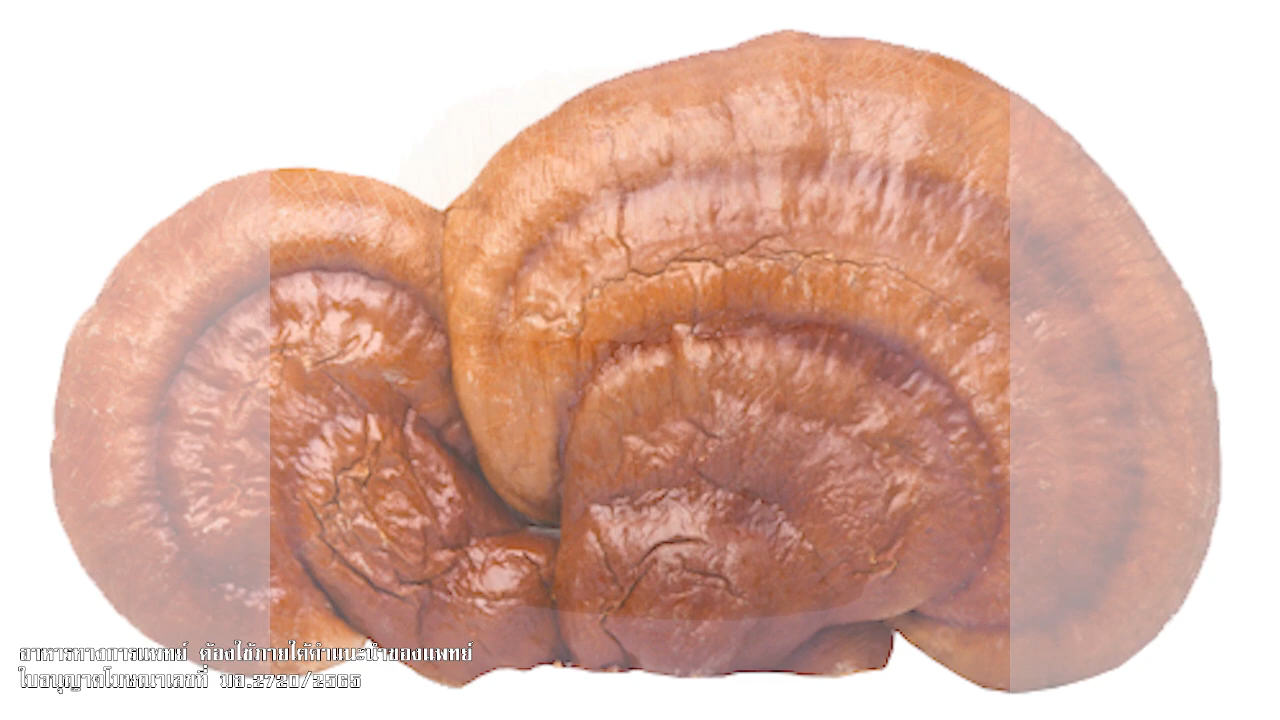 อาหารทางการแพทย์ ต้องใช้ภายใต้คำแนะนำของแพทย์
ใบอนุญาตโฆษณาเลขที่ ฆอ.2720/2565